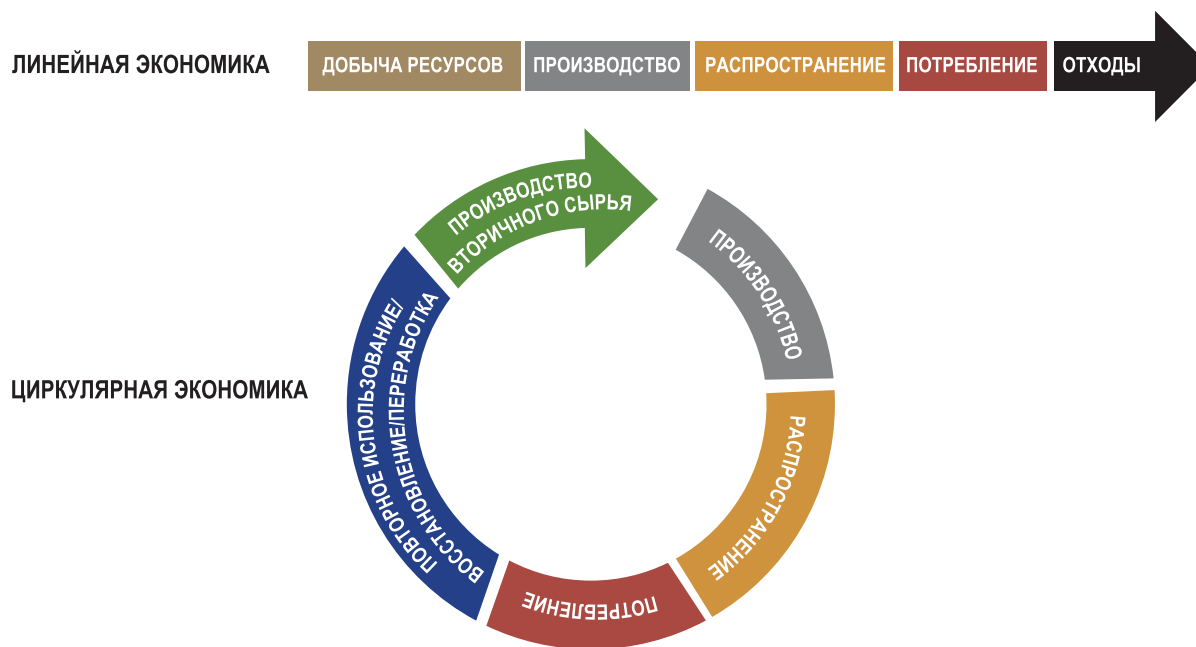 ЛИНЕЙНАЯ ЭКОНОМИКА
ДОБЫЧА РЕСУРСОВ
ПРОИЗВОДСТВО
РАСПРОСТРАНЕНИЕ
ПОТРЕБЛЕНИЕ
ОТХОДЫ
ЦИРКУЛЯРНАЯ ЭКОНОМИКА
ПРОИЗВОДСТВО
РАСПРОСТРАНЕНИЕ
ПОТРЕБЛЕНИЕ
ПОВТОРНОЕ ИСПОЛЬЗОВАНИЕ/
ВОССТАНОВЛЕНИЕ/ПЕРЕРАБОТКА
ПРОИЗВОДСТВО
ВТОРИЧНОГО СЫРЬЯ